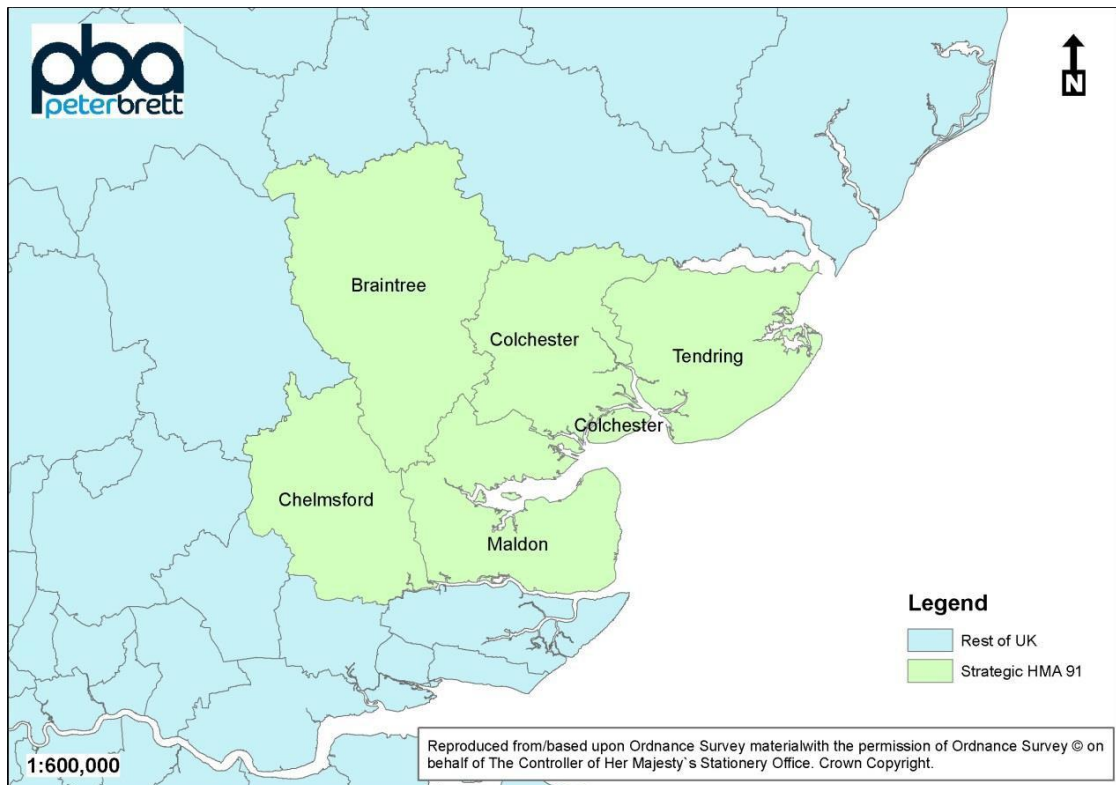 pba
peterbrett
N
Braintree
Colchester
Tendring
Colchester
Chelmsford
Maldon
Legend
Rest of UK
Strategic HMA 91
1:600,000
Reproduced from/based upon Ordnance Survey materialwith the permission of Ordnance Survey © on
behalf of The Controller of Her Majesty`s Stationery Office. Crown Copyright.